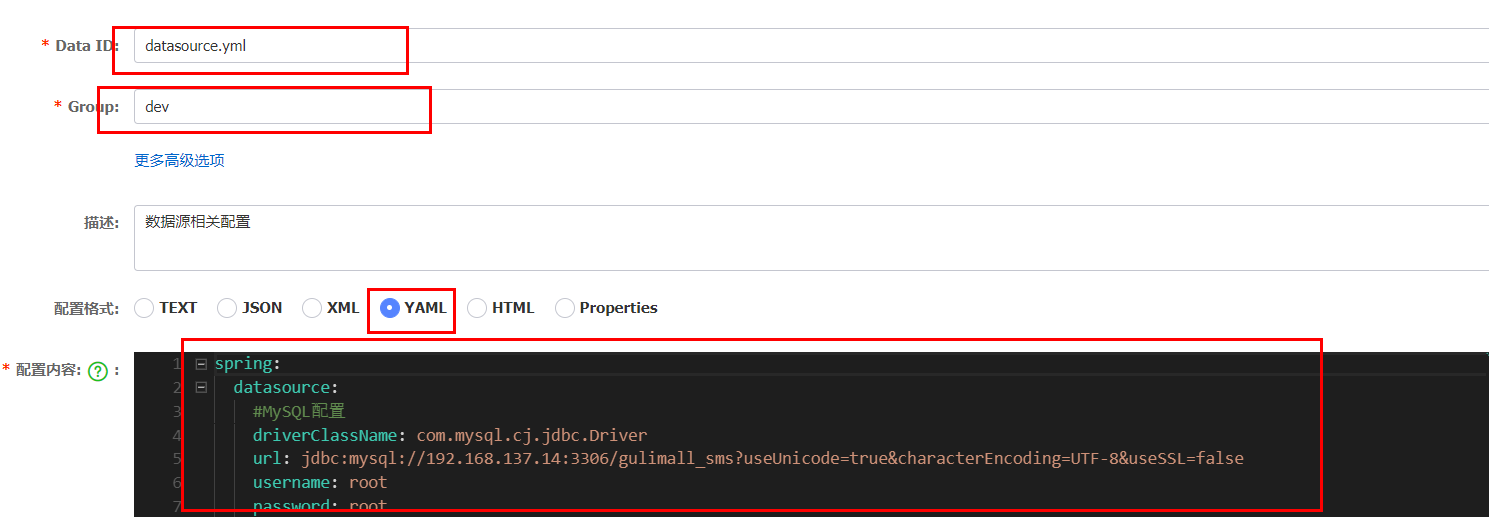 * Data ID: datasource.yml
* Group: dev
更多高级选项
描述: 数据源相关配置
配置格式: TEXT JSON XML YAML HTML Properties
* 配置内容: ? :
1 spring:
2 datasource:
3 #MySQL配置
4 driverClassName: com.mysql.cj.jdbc.Driver
5 url: jdbc:mysql://192.168.137.14:3306/gulimall_sms?useUnicode=true&characterEncoding=UTF-8&useSSL=false
6 username: root
7 password: root